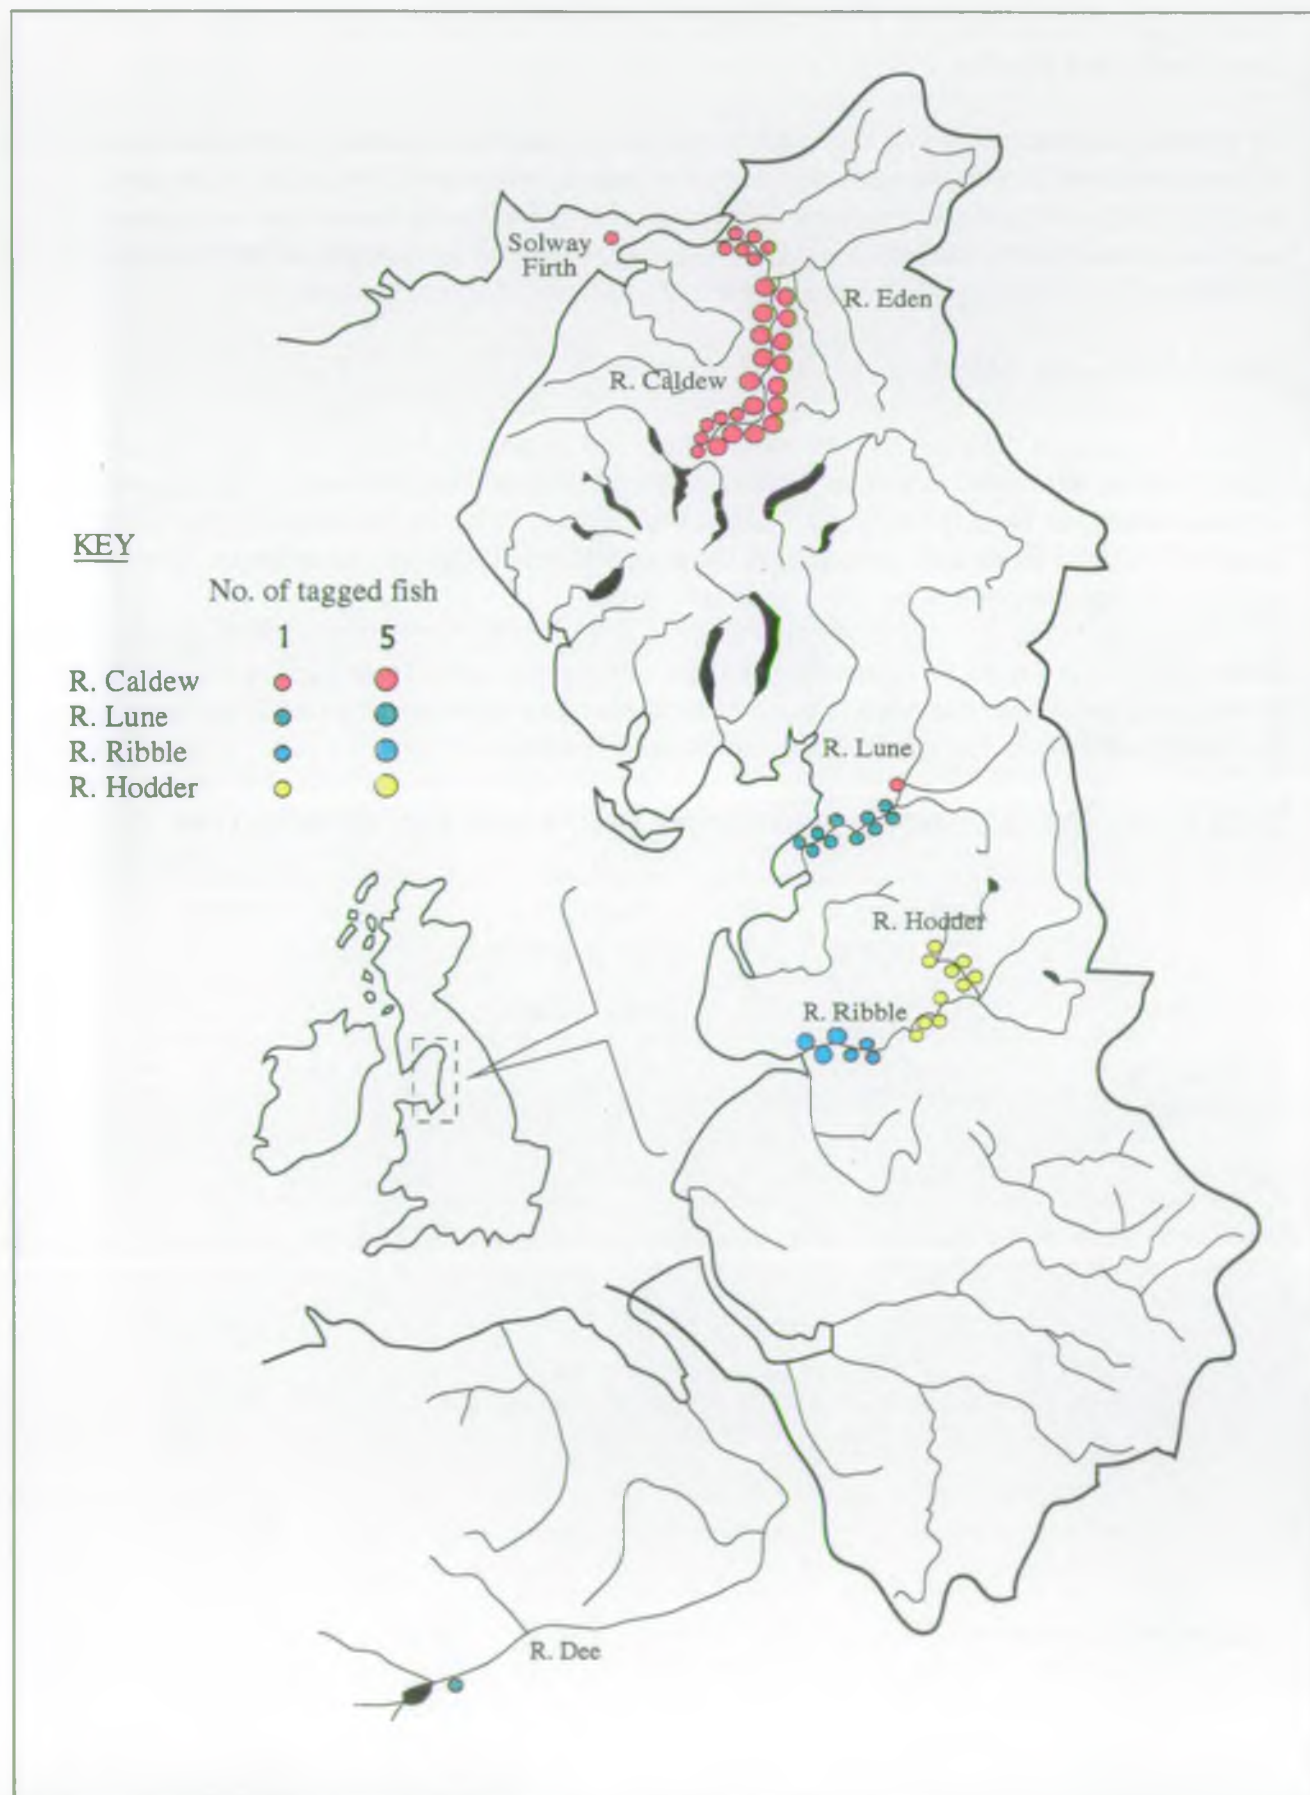 Solway
Firth
R. Eden
R. Caldew
KEY
No. of tagged fish
1 5
R. Caldew
R. Lune
R. Ribble
R. Hodder
R. Lune
R. Hodder
R. Ribble
R. Dee